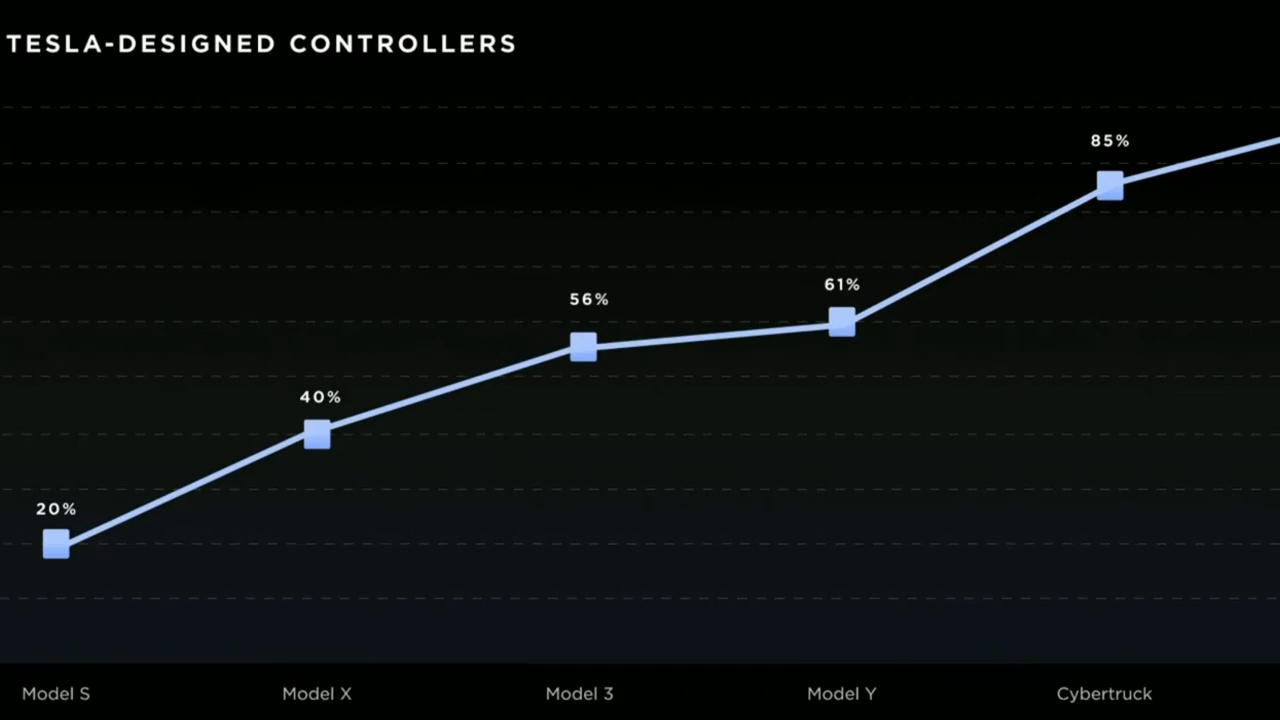 TESLA-DESIGNED CONTROLLERS
85%
61%
56%
40%
20%
Model S
Model X
Model 3
Model Y
Cybertruck